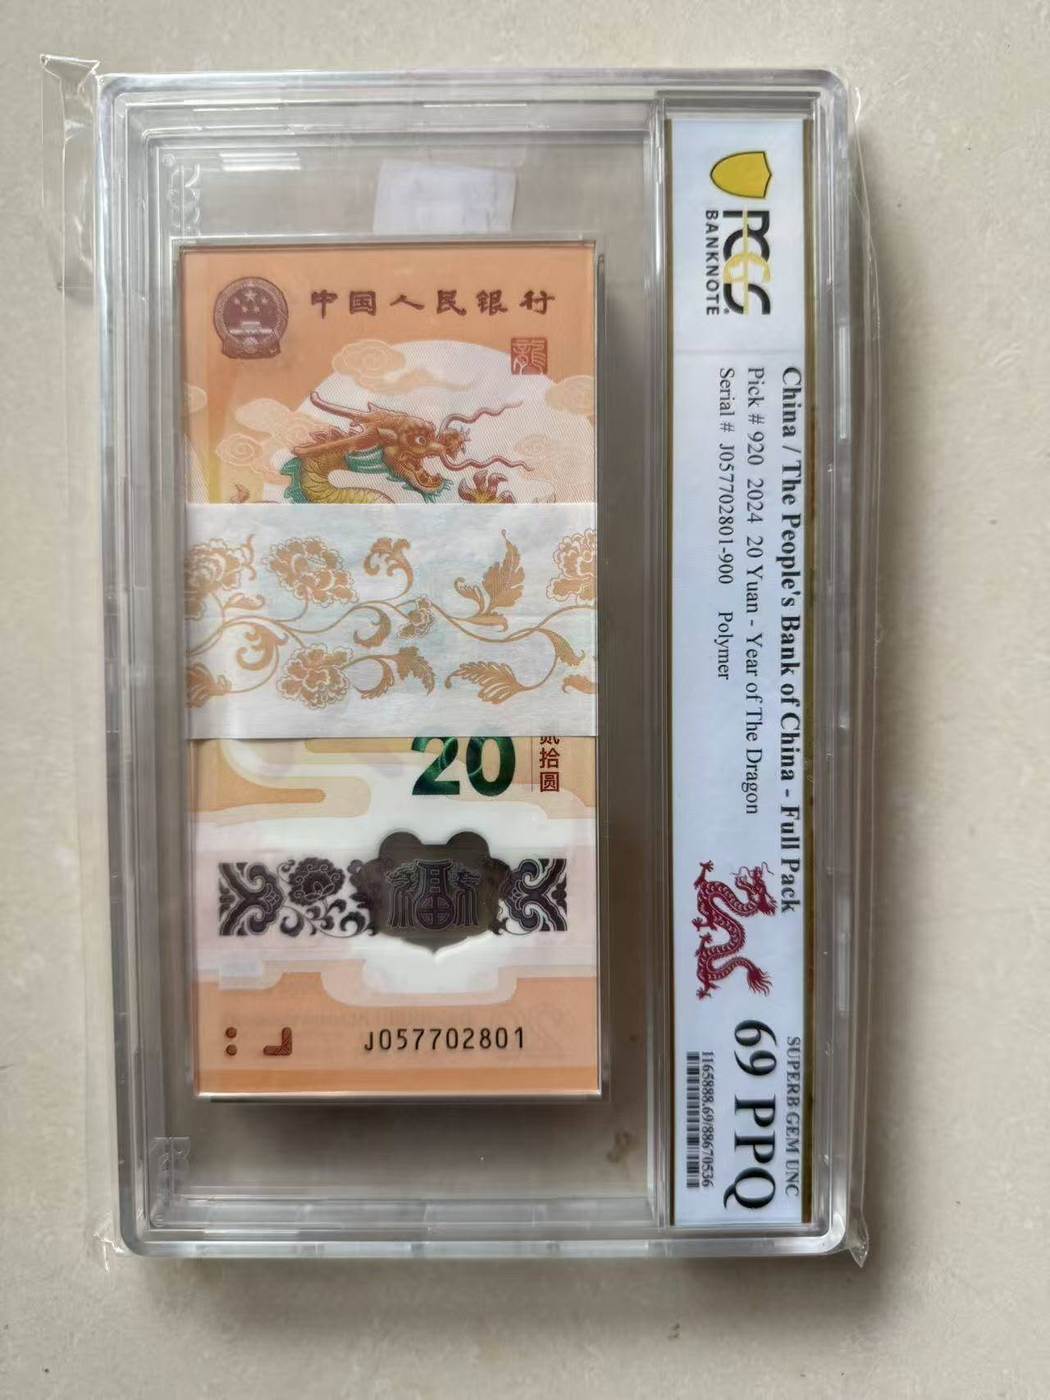 中国人民银行
龍
20
贰拾圆
福
J057702801
PCGS
BANKNOTE
China / The People's Bank of China - Full Pack
Pick # 920 2024 20 Yuan - Year of The Dragon
Serial # J057702801-900 Polymer
SUPERB GEM UNC
69 PPQ
1165888.69/88670536